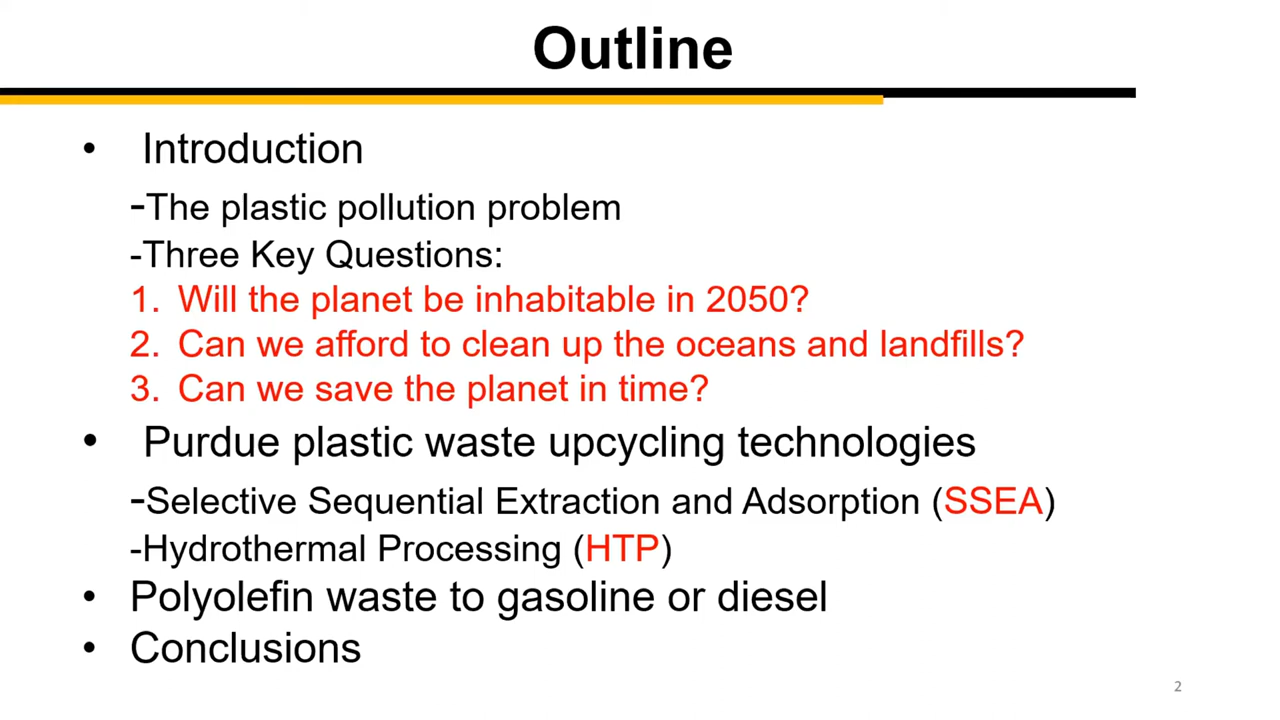 Outline
• Introduction
-The plastic pollution problem
-Three Key Questions:
1. Will the planet be inhabitable in 2050?
2. Can we afford to clean up the oceans and landfills?
3. Can we save the planet in time?
• Purdue plastic waste upcycling technologies
-Selective Sequential Extraction and Adsorption (SSEA)
-Hydrothermal Processing (HTP)
• Polyolefin waste to gasoline or diesel
• Conclusions
2